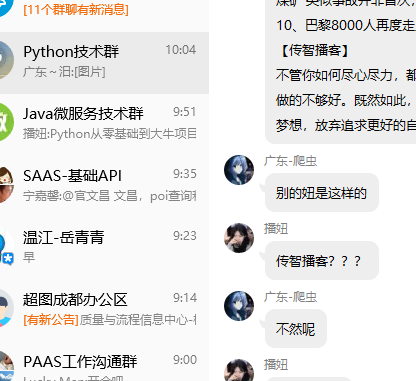 [11个群聊有新消息]
Python技术群 10:04
广东～汨:[图片]
Java微服务技术群 9:51
播妞:Python从零基础到大牛项目
SAAS-基础API 9:35
宁嘉馨:@官文昌 文昌，poi查询
温江-岳青青 9:23
早
超图成都办公区 9:14
[有新公告]质量与流程信息中心-
PAAS工作沟通群 9:00
10、巴黎8000人再度走
【传智播客】
不管你如何尽心尽力，都
做的不够好。既然如此，
梦想，放弃追求更好的自
广东-爬虫
别的妞是这样的
播妞
传智播客？？？
广东-爬虫
不然呢
播妞